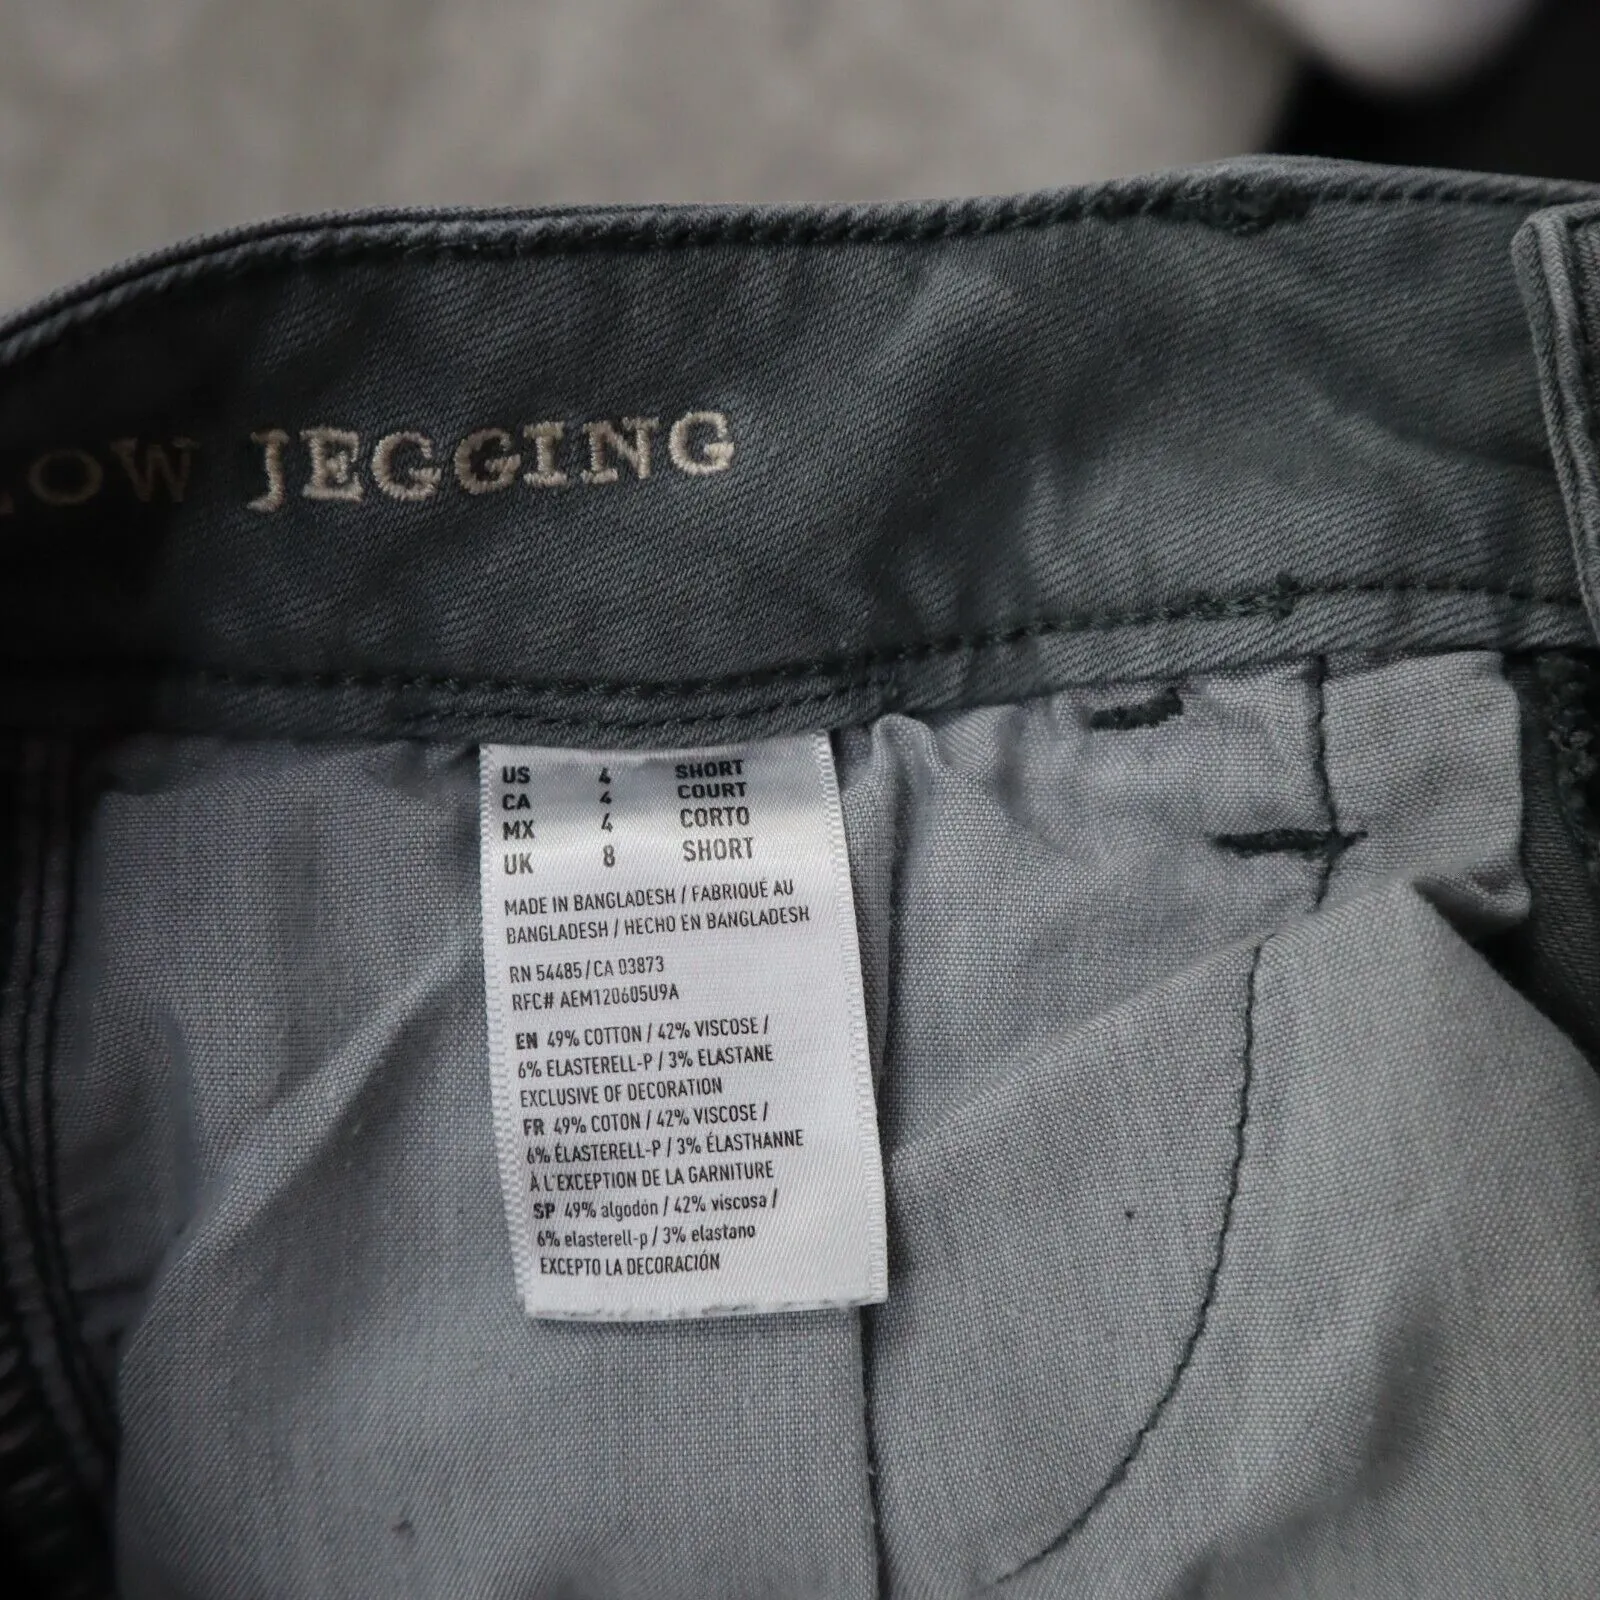 LOW JEGGING
US 4 SHORT
CA 4 COURT
MX 4 CORTO
UK 8 SHORT
MADE IN BANGLADESH / FABRIQUÉ AU
BANGLADESH / HECHO EN BANGLADESH
RN 54485/CA 03873
RFC# AEM120605U9A
EN 49% COTTON / 42% VISCOSE /
6% ELASTERELL-P / 3% ELASTANE
EXCLUSIVE OF DECORATION
FR 49% COTON / 42% VISCOSE /
6% ÉLASTERELL-P / 3% ÉLASTHANNE
À L'EXCEPTION DE LA GARNITURE
SP 49% algodón / 42% viscosa /
6% elasterell-p / 3% elastano
EXCEPTO LA DECORACIÓN